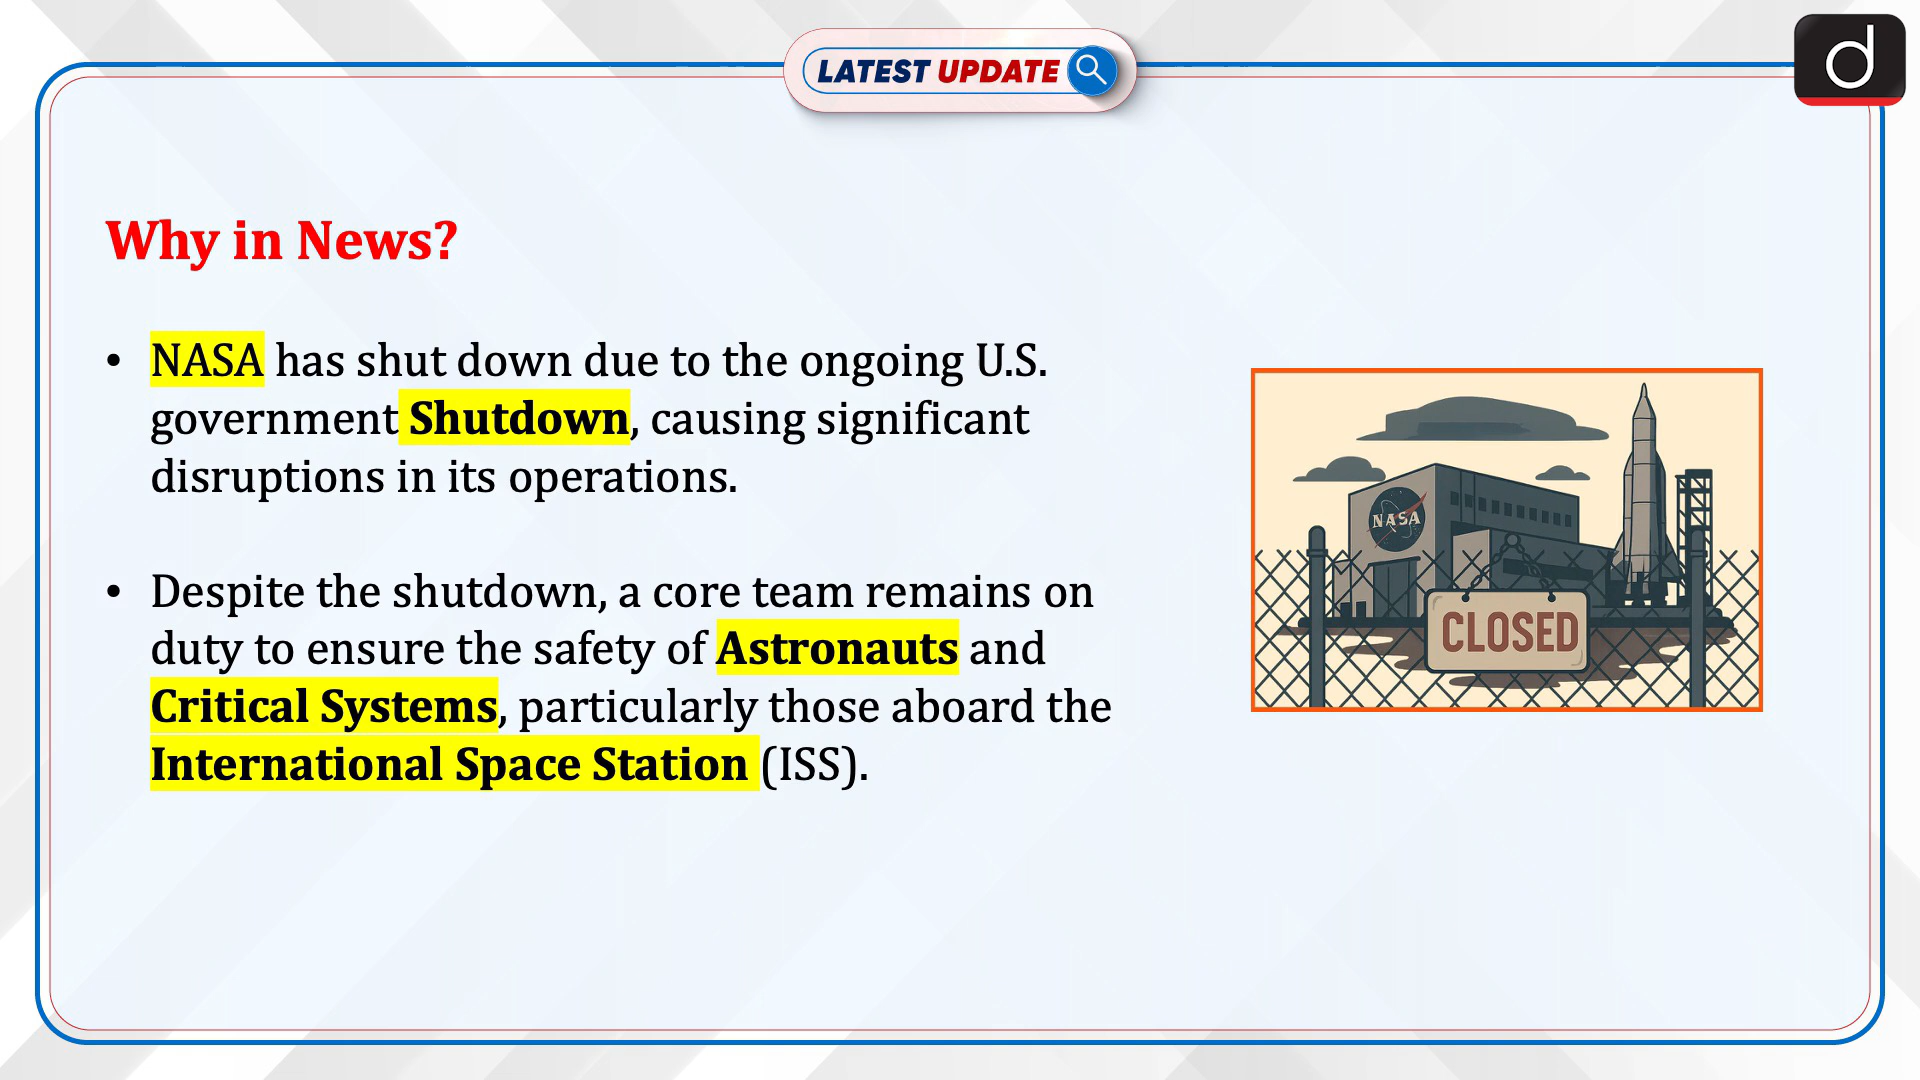 LATEST UPDATE
d
Why in News?
• NASA has shut down due to the ongoing U.S.
government Shutdown, causing significant
disruptions in its operations.
• Despite the shutdown, a core team remains on
duty to ensure the safety of Astronauts and
Critical Systems, particularly those aboard the
International Space Station (ISS).
NASA
CLOSED